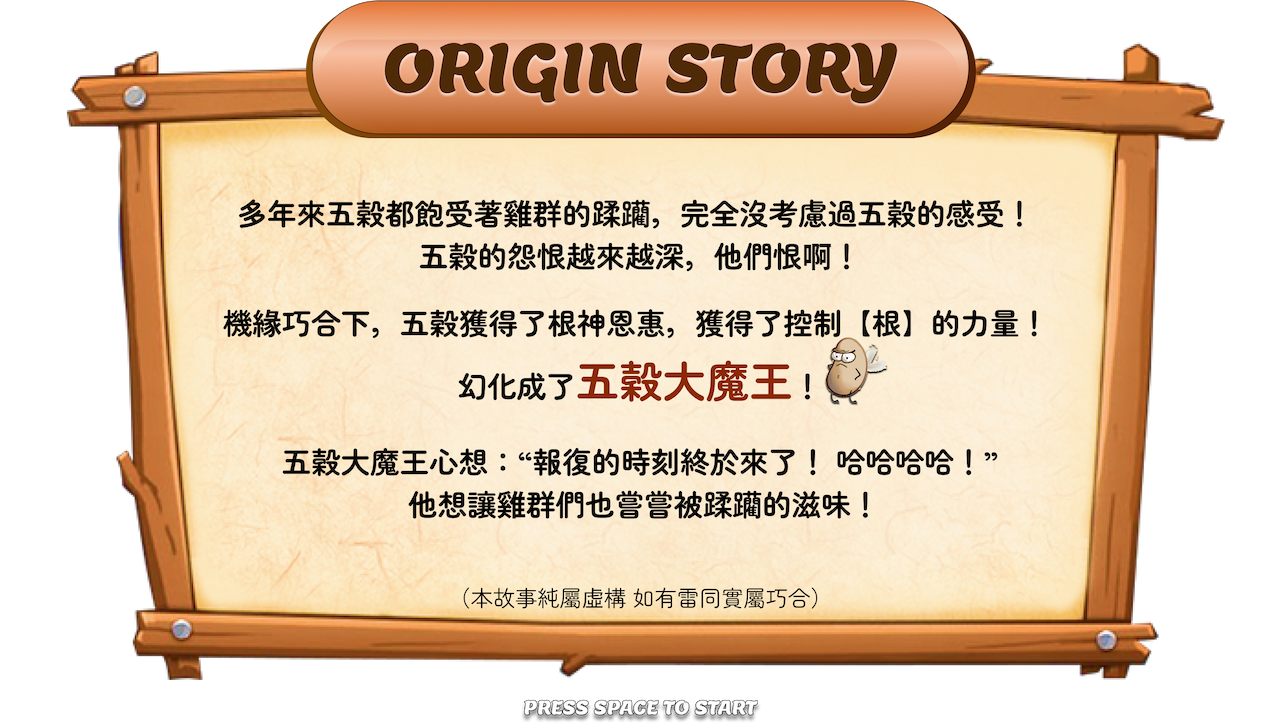 ORIGIN STORY
多年來五穀都飽受著雞群的蹂躪，完全沒考慮過五穀的感受！
五穀的怨恨越來越深，他們恨啊！
機緣巧合下，五穀獲得了根神恩惠，獲得了控制【根】的力量！
幻化成了五穀大魔王！
五穀大魔王心想：“報復的時刻終於來了！ 哈哈哈哈！”
他想讓雞群們也嘗嘗被蹂躪的滋味！
（本故事純屬虛構 如有雷同實屬巧合）
PRESS SPACE TO START